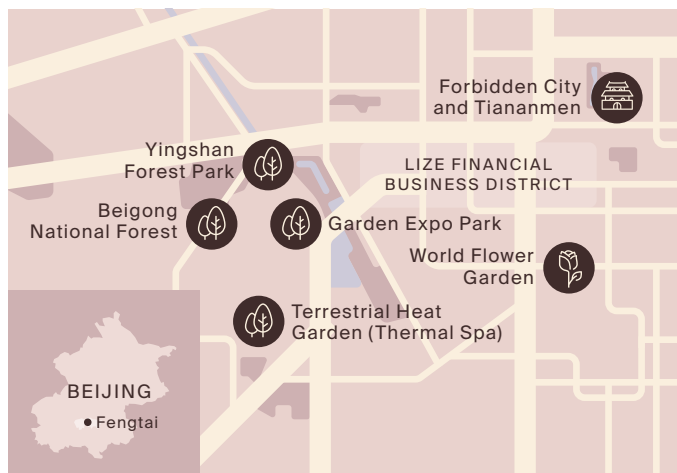 Forbidden City
and Tiananmen
Yingshan
Forest Park
LIZE FINANCIAL
BUSINESS DISTRICT
Beigong
National Forest
Garden Expo Park
World Flower
Garden
Terrestrial Heat
Garden (Thermal Spa)
BEIJING
Fengtai